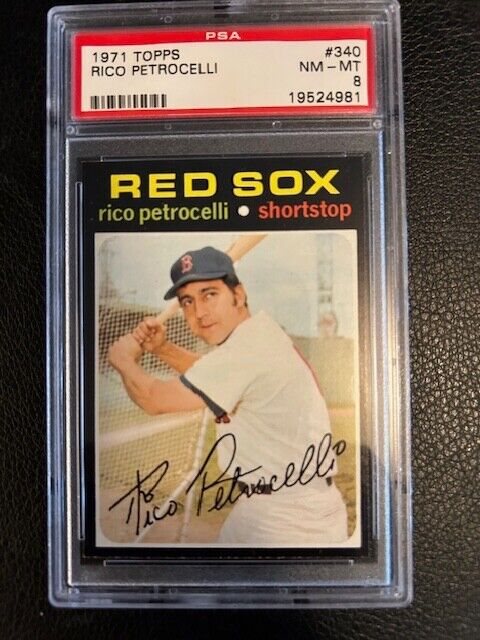 PSA
1971 TOPPS #340
RICO PETROCELLI NM-MT
8
19524981
RED SOX
rico petrocelli • shortstop
B
Rico Petrocelli